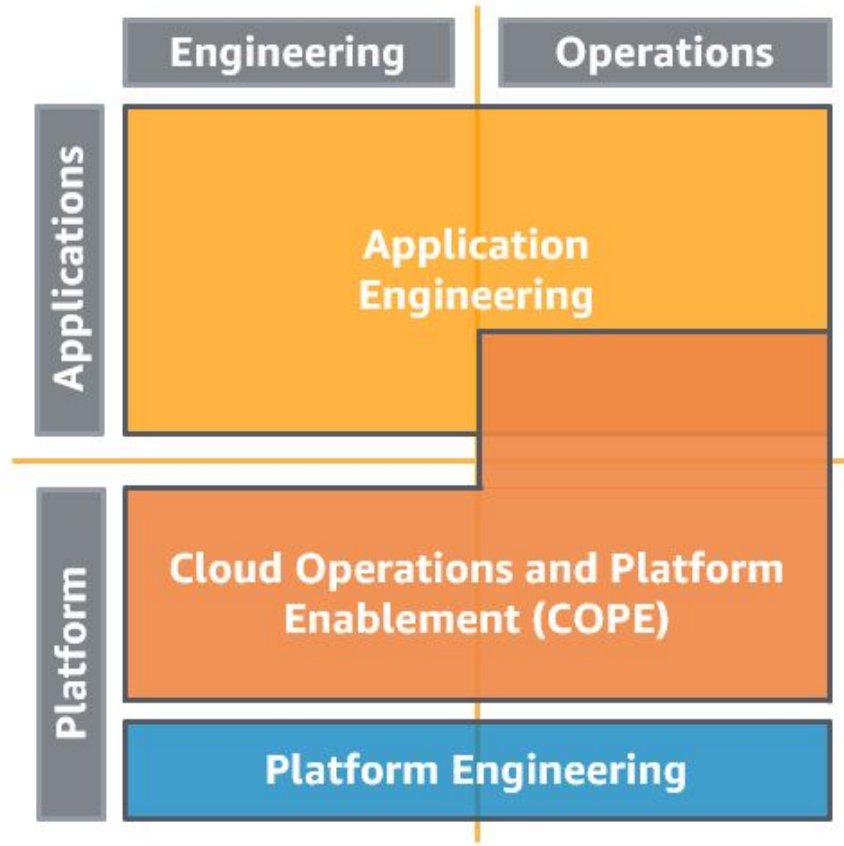 Engineering
Operations
Applications
Application
Engineering
Platform
Cloud Operations and Platform
Enablement (COPE)
Platform Engineering